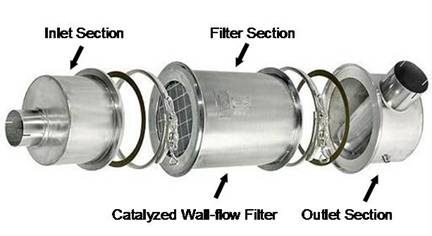 Inlet Section
Filter Section
Catalyzed Wall-flow Filter
Outlet Section